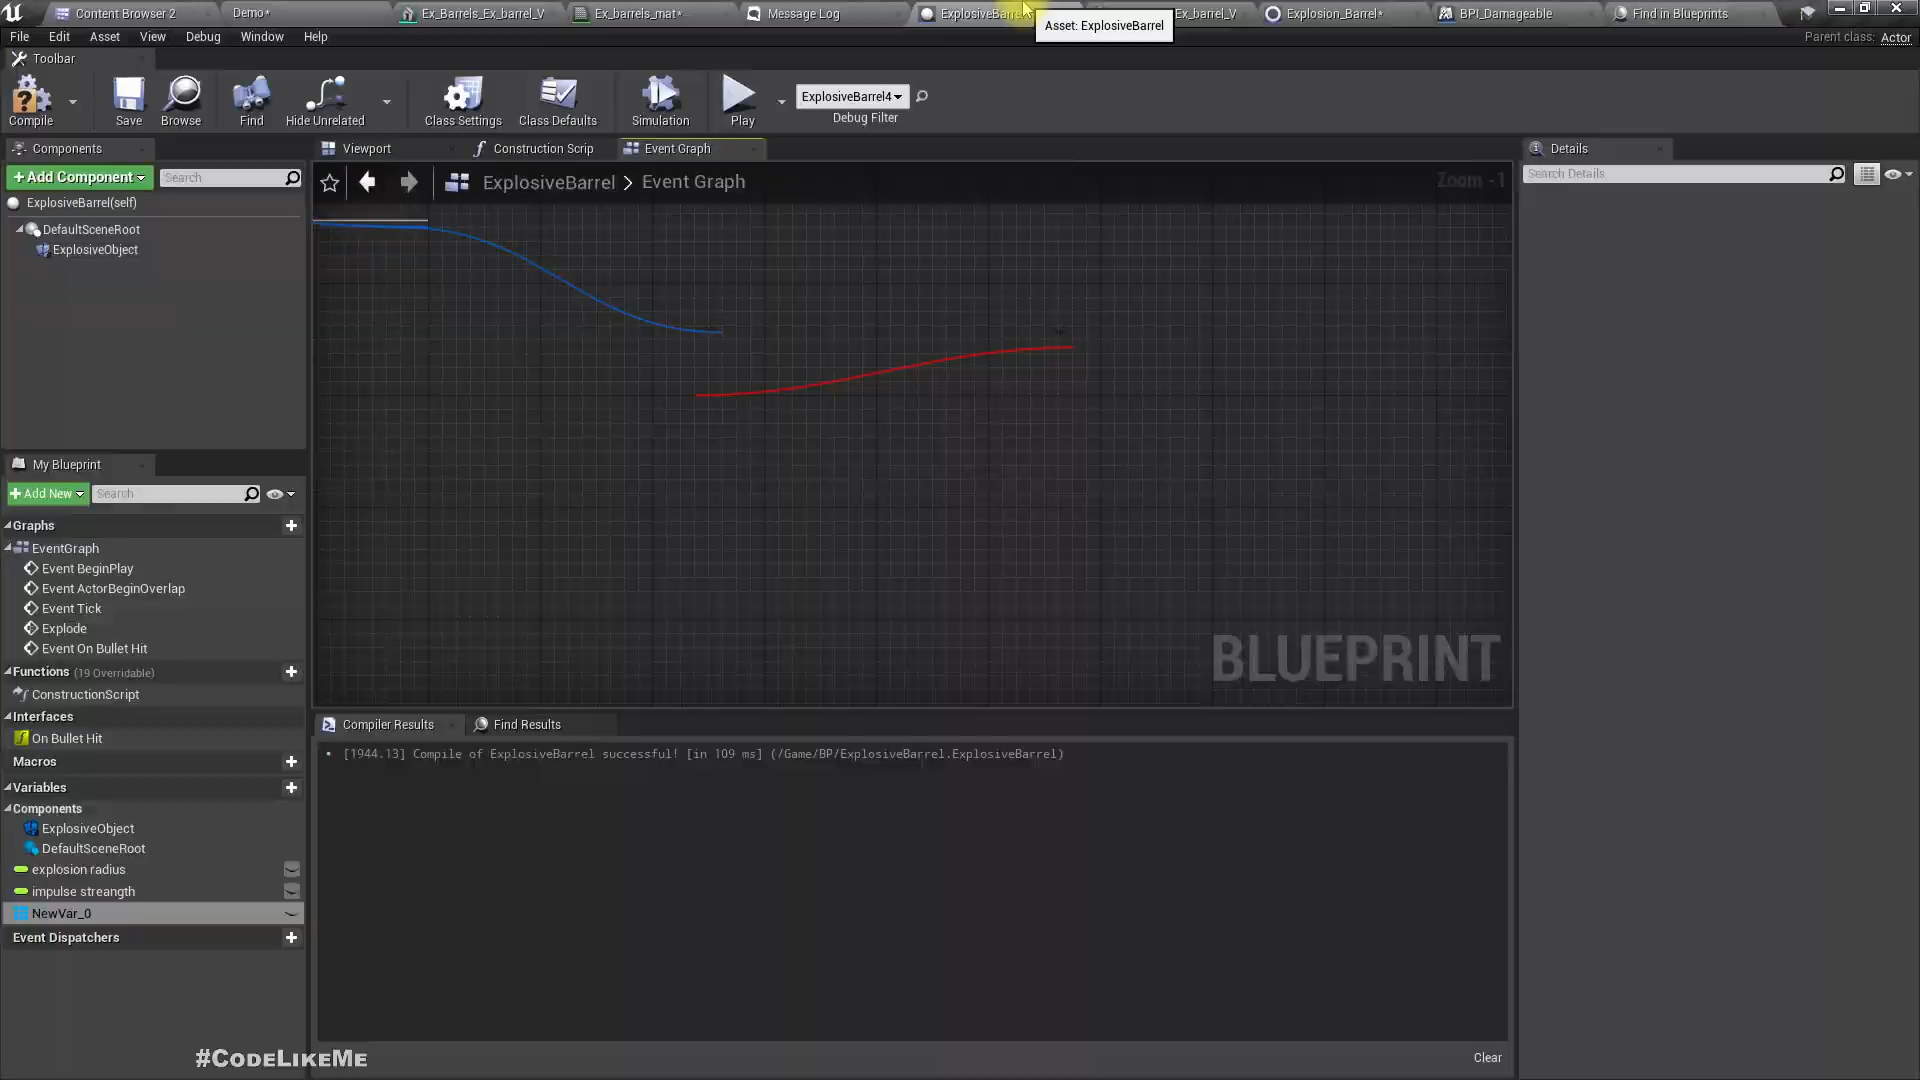 Content Browser 2
Demo*
Ex_Barrels_Ex_barrel_V
Ex_barrels_mat*
Message Log
ExplosiveBarrel
Ex_barrel_V
Explosion_Barrel*
BPI_Damageable
Find in Blueprints
Asset: ExplosiveBarrel
File
Edit
Asset
View
Debug
Window
Help
Parent class: Actor
Toolbar
Compile
Save
Browse
Find
Hide Unrelated
Class Settings
Class Defaults
Simulation
Play
ExplosiveBarrel4
Debug Filter
Components
Viewport
Construction Scrip
Event Graph
Details
+ Add Component
Search
ExplosiveBarrel > Event Graph
Zoom -1
Search Details
ExplosiveBarrel(self)
DefaultSceneRoot
ExplosiveObject
My Blueprint
+ Add New
Search
Graphs
EventGraph
Event BeginPlay
Event ActorBeginOverlap
Event Tick
Explode
Event On Bullet Hit
Functions (19 Overridable)
ConstructionScript
Interfaces
On Bullet Hit
Macros
Variables
Components
ExplosiveObject
DefaultSceneRoot
explosion radius
impulse streangth
NewVar_0
Event Dispatchers
BLUEPRINT
Compiler Results
Find Results
[1944.13] Compile of ExplosiveBarrel successful! [in 109 ms] (/Game/BP/ExplosiveBarrel.ExplosiveBarrel)
Clear
#CodeLikeMe